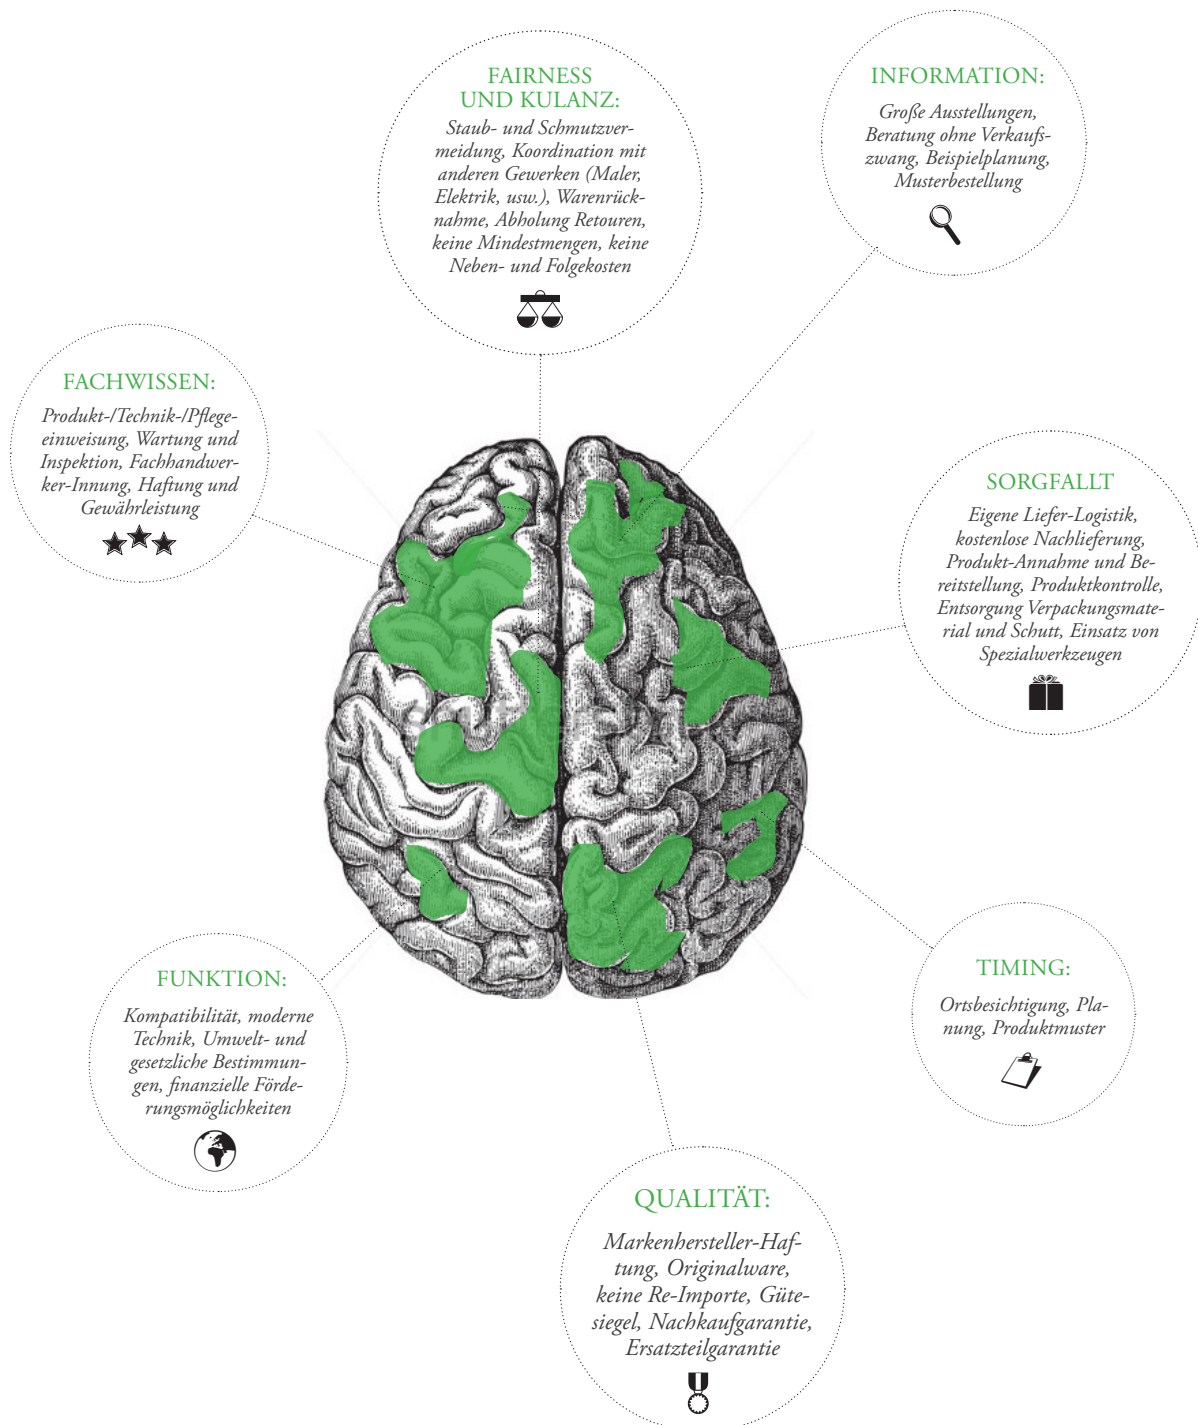 FAIRNESS
UND KULANZ:
Staub- und Schmutzver-
meidung, Koordination mit
anderen Gewerken (Maler,
Elektrik, usw.), Warenrück-
nahme, Abholung Retouren,
keine Mindestmengen, keine
Neben- und Folgekosten
INFORMATION:
Große Ausstellungen,
Beratung ohne Verkaufs-
zwang, Beispielplanung,
Musterbestellung
FACHWISSEN:
Produkt-/Technik-/Pflege-
einweisung, Wartung und
Inspektion, Fachhandwer-
ker-Innung, Haftung und
Gewährleistung
SORGFALLT
Eigene Liefer-Logistik,
kostenlose Nachlieferung,
Produkt-Annahme und Be-
reitstellung, Produktkontrolle,
Entsorgung Verpackungsmate-
rial und Schutt, Einsatz von
Spezialwerkzeugen
FUNKTION:
Kompatibilität, moderne
Technik, Umwelt- und
gesetzliche Bestimmun-
gen, finanzielle Förde-
rungsmöglichkeiten
TIMING:
Ortsbesichtigung, Pla-
nung, Produktmuster
QUALITÄT:
Markenhersteller-Haf-
tung, Originalware,
keine Re-Importe, Güte-
siegel, Nachkaufgarantie,
Ersatzteilgarantie